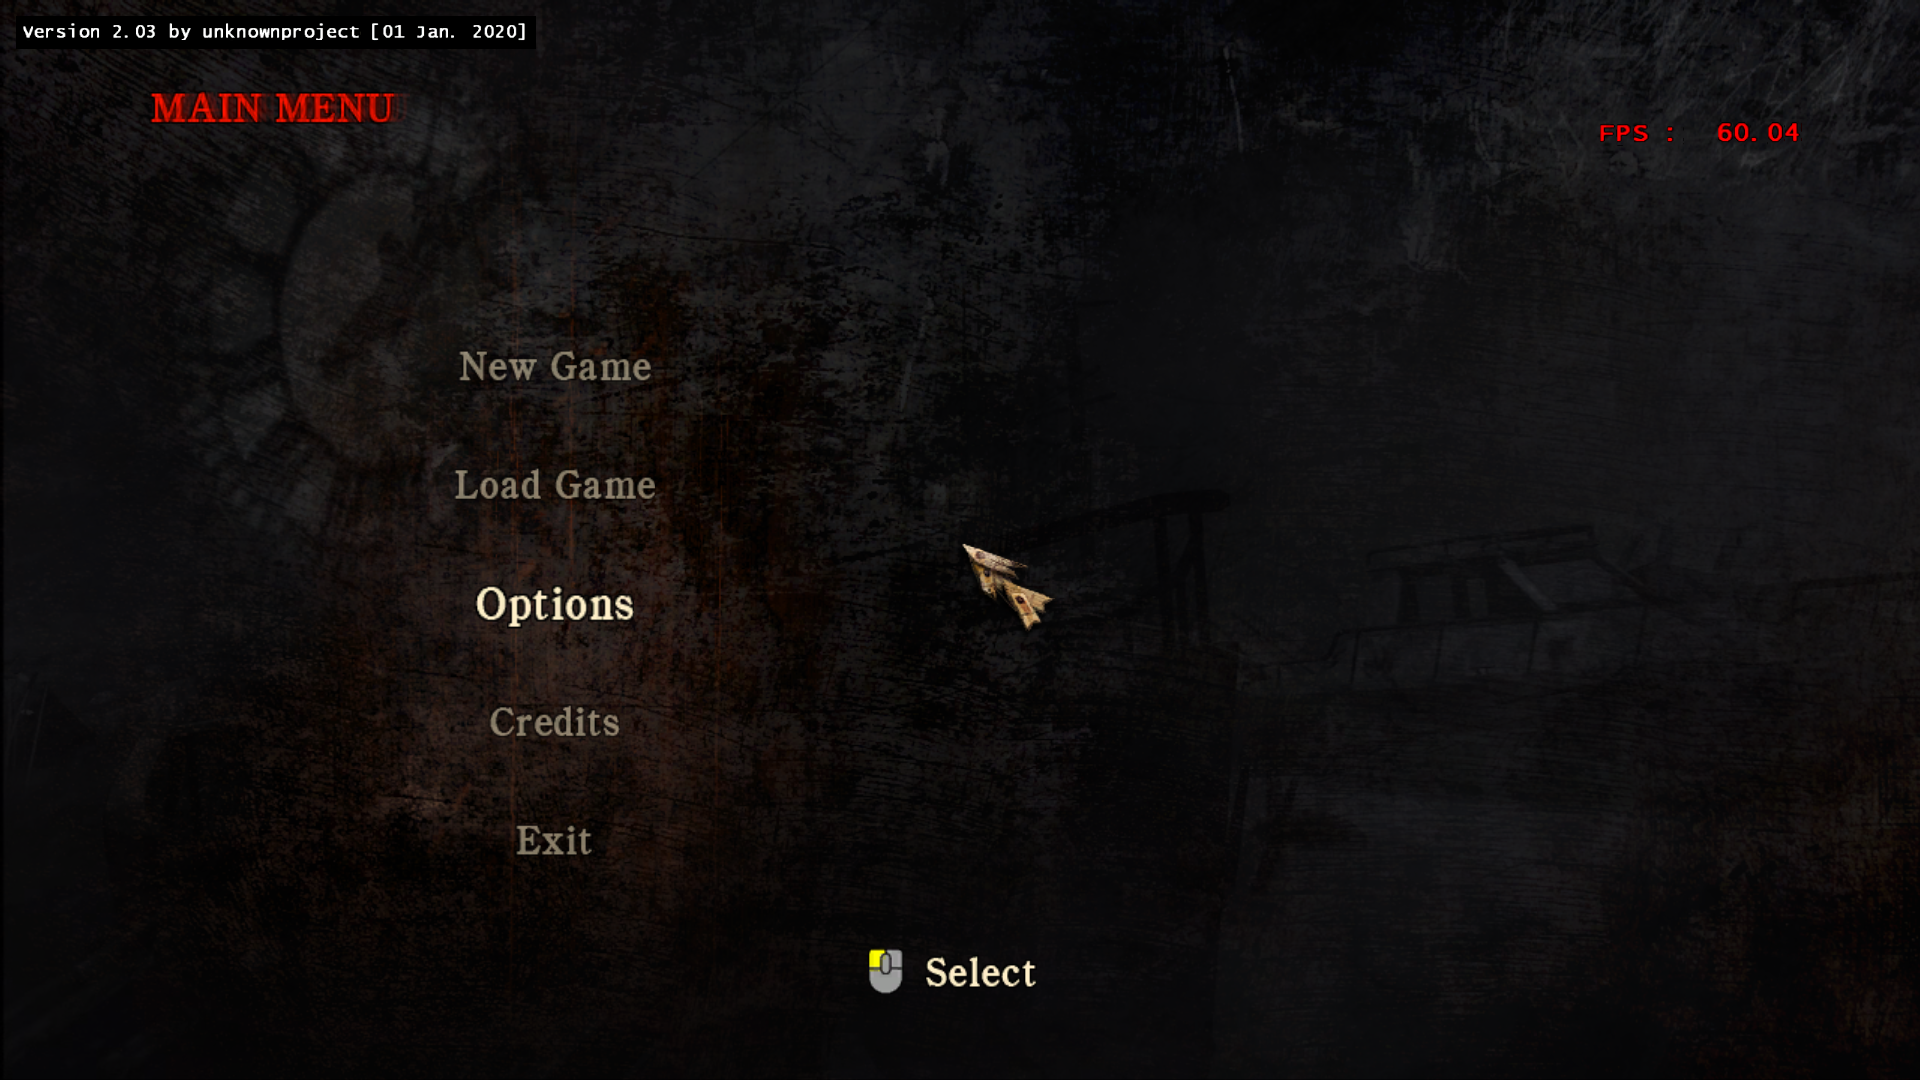 Version 2.03 by unknownproject [01 Jan. 2020]
MAIN MENU
FPS : 60.04
New Game
Load Game
Options
Credits
Exit
Select